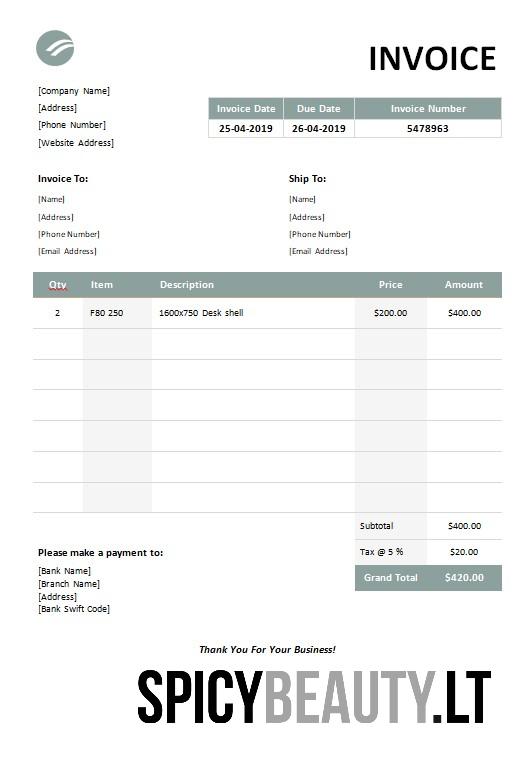 INVOICE
[Company Name]
[Address]
[Phone Number]
[Website Address]
Invoice Date Due Date Invoice Number
25-04-2019 26-04-2019 5478963
Invoice To: Ship To:
[Name] [Name]
[Address] [Address]
[Phone Number] [Phone Number]
[Email Address] [Email Address]
Qty Item Description Price Amount
2 F80 250 1600x750 Desk shell $200.00 $400.00
Subtotal $400.00
Tax @ 5 % $20.00
Grand Total $420.00
Please make a payment to:
[Bank Name]
[Branch Name]
[Address]
[Bank Swift Code]
Thank You For Your Business!
SPICYBEAUTY.LT